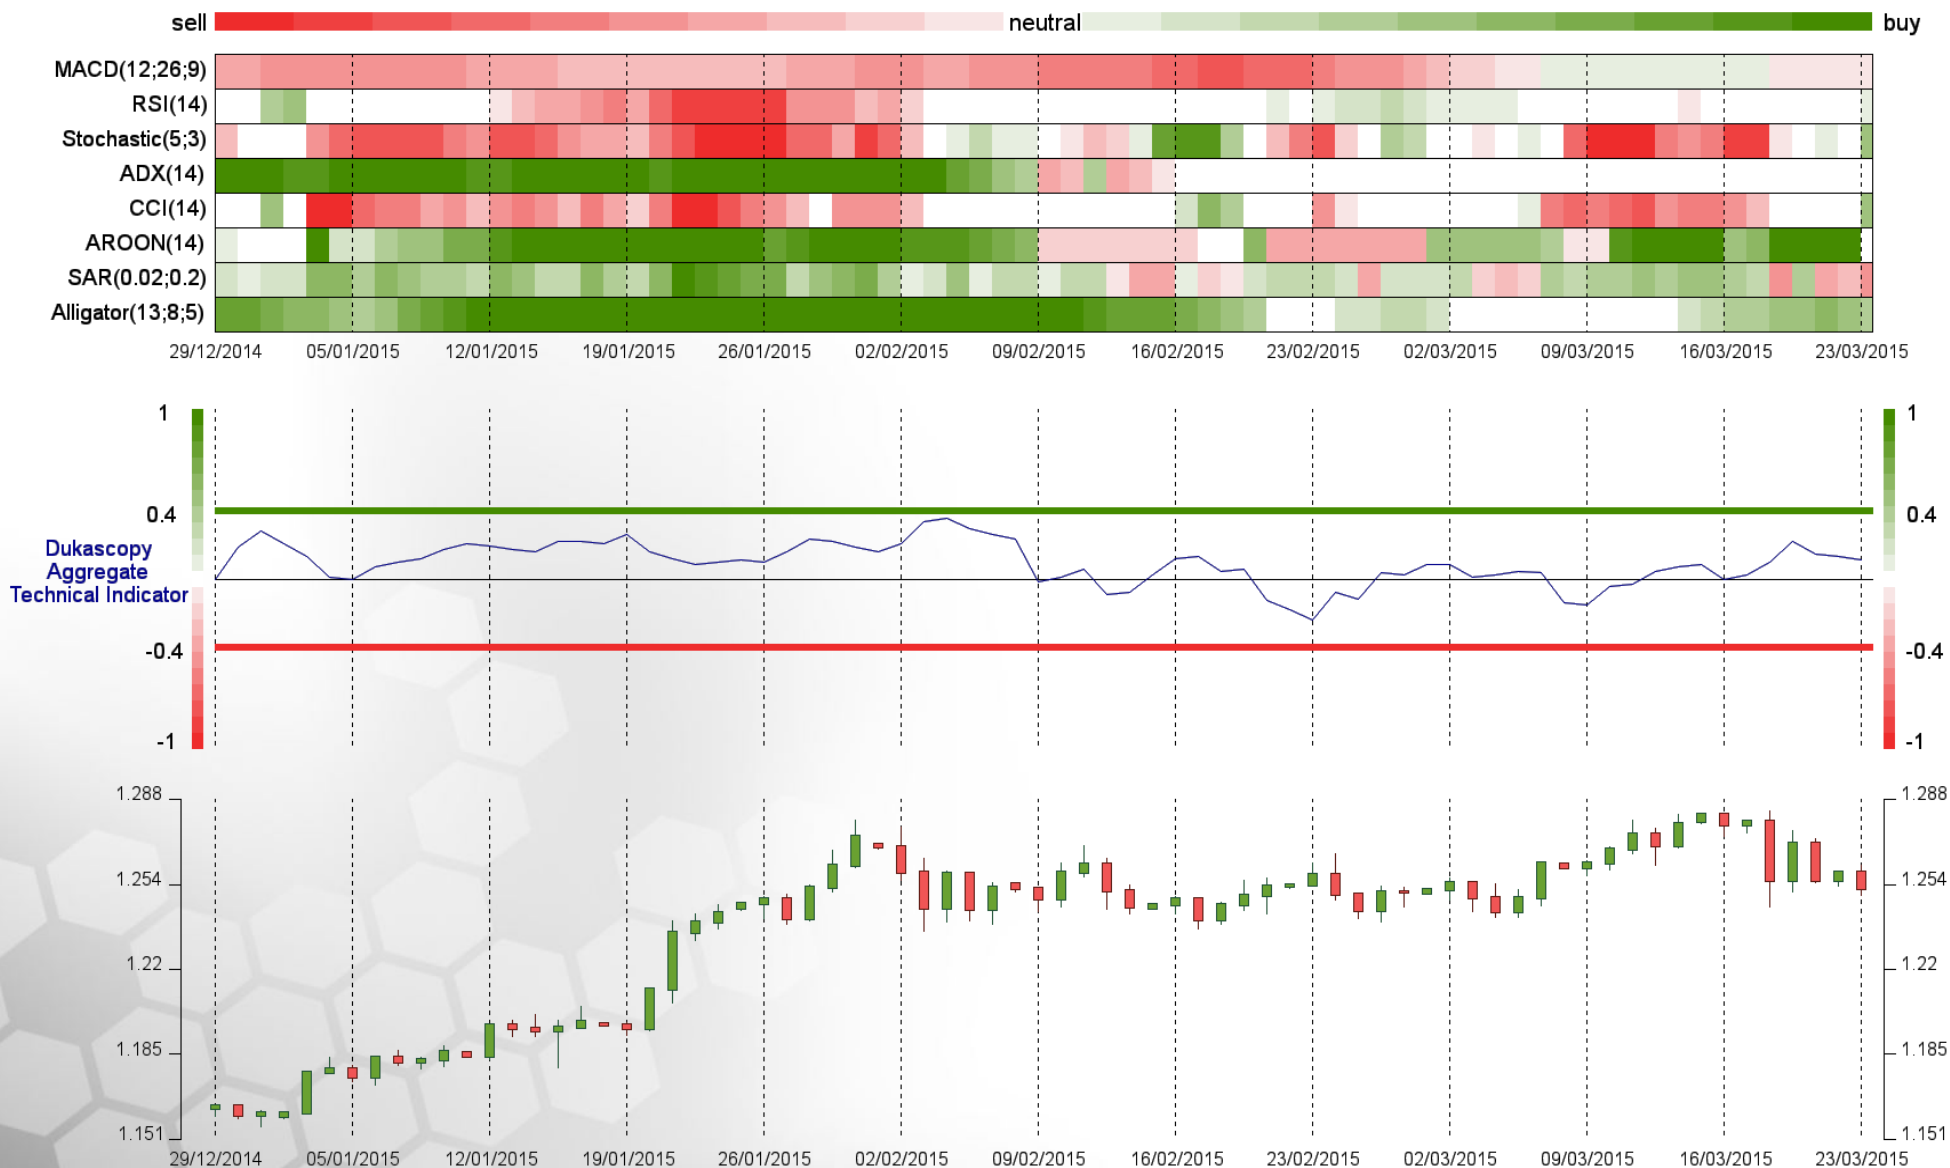 sell neutral buy
MACD(12;26;9)
RSI(14)
Stochastic(5;3)
ADX(14)
CCI(14)
AROON(14)
SAR(0.02;0.2)
Alligator(13;8;5)
29/12/2014 05/01/2015 12/01/2015 19/01/2015 26/01/2015 02/02/2015 09/02/2015 16/02/2015 23/02/2015 02/03/2015 09/03/2015 16/03/2015 23/03/2015
1 1
0.4 0.4
Dukascopy
Aggregate
Technical Indicator
-0.4 -0.4
-1 -1
1.288 1.288
1.254 1.254
1.22 1.22
1.185 1.185
1.151 1.151
29/12/2014 05/01/2015 12/01/2015 19/01/2015 26/01/2015 02/02/2015 09/02/2015 16/02/2015 23/02/2015 02/03/2015 09/03/2015 16/03/2015 23/03/2015